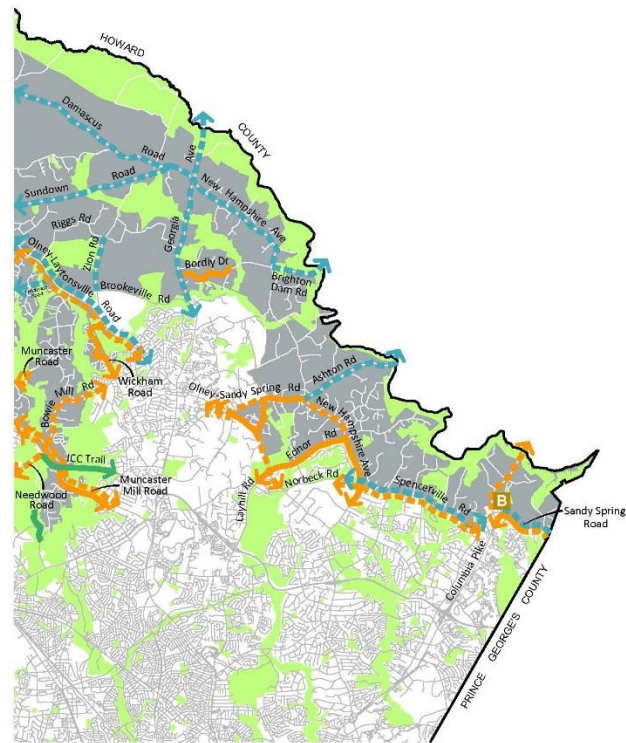 HOWARD
COUNTY
Damascus
Road
Ave
Georgia
Sundown
Road
New Hampshire Ave
Riggs Rd
Zion Rd
Bordly Dr
Olney-Laytonsville
Road
Brookeville Rd
Brighton
Dam Rd
Muncaster
Road
Bowie Mill Rd
Wickham
Road
Ashton Rd
Olney-Sandy Spring Rd
New Hampshire Ave
Ednor Rd
ICC Trail
Needwood
Road
Muncaster
Mill Road
Layhill Rd
Norbeck Rd
Spencerville Rd
B
Sandy Spring
Road
Columbia Pike
PRINCE GEORGE'S COUNTY